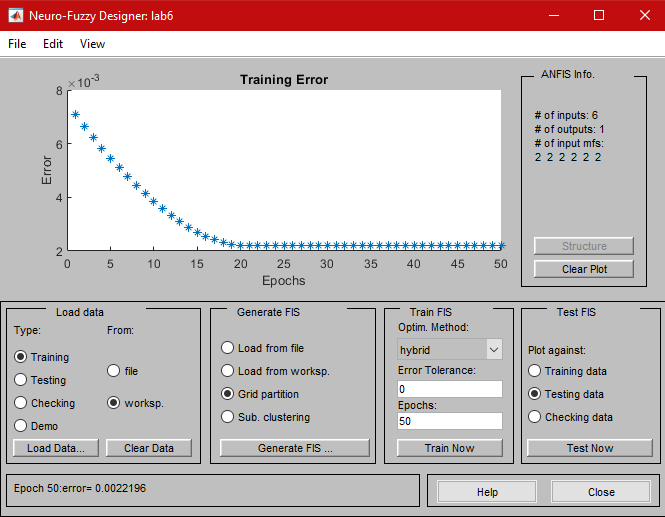 Neuro-Fuzzy Designer: lab6
File Edit View
Training Error
×10-3
8
6
4
2
Error
0 5 10 15 20 25 30 35 40 45 50
Epochs
ANFIS Info.
# of inputs: 6
# of outputs: 1
# of input mfs:
2 2 2 2 2 2
Structure
Clear Plot
Load data
Type: From:
Training
Testing
Checking
Demo
file
worksp.
Load Data...
Clear Data
Generate FIS
Load from file
Load from worksp.
Grid partition
Sub. clustering
Generate FIS ...
Train FIS
Optim. Method:
hybrid
Error Tolerance:
0
Epochs:
50
Train Now
Test FIS
Plot against:
Training data
Testing data
Checking data
Test Now
Epoch 50:error= 0.0022196
Help
Close